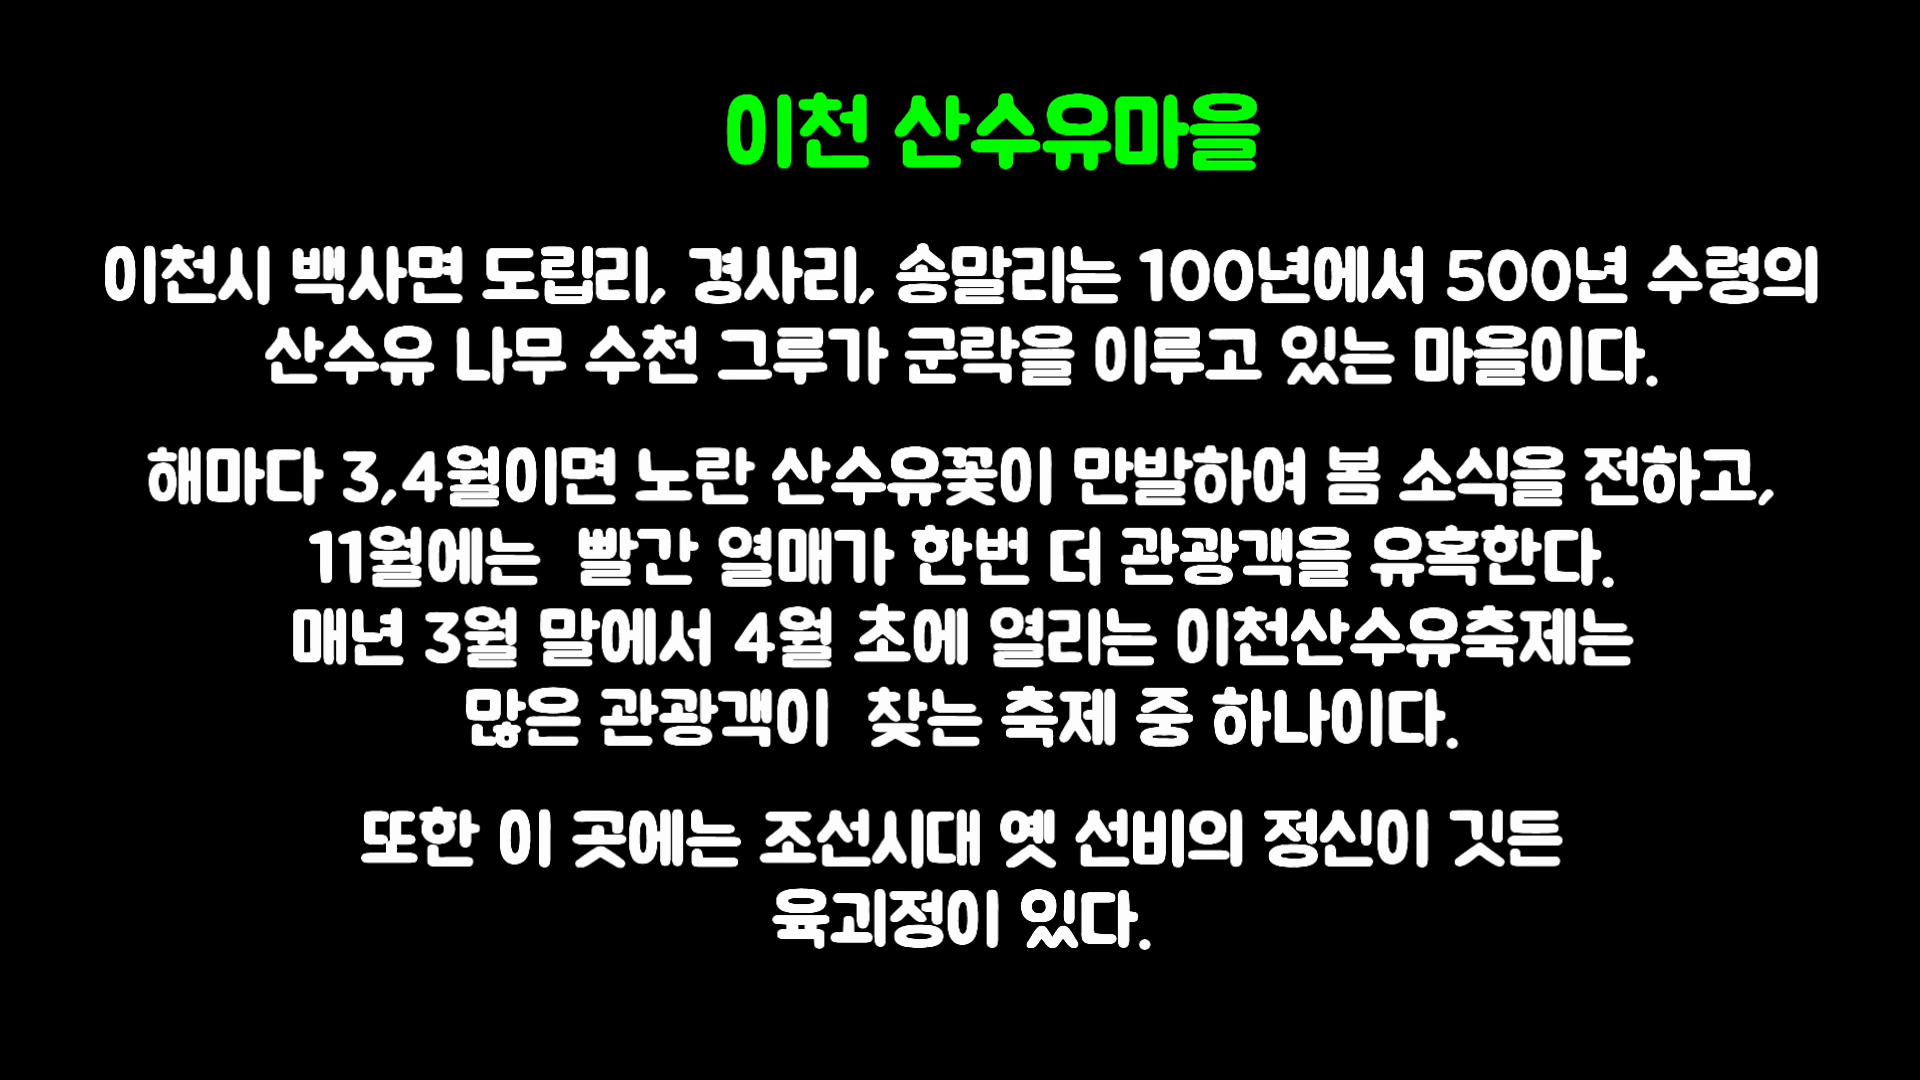 이천 산수유마을
이천시 백사면 도립리, 경사리, 송말리는 100년에서 500년 수령의
산수유 나무 수천 그루가 군락을 이루고 있는 마을이다.
해마다 3,4월이면 노란 산수유꽃이 만발하여 봄 소식을 전하고,
11월에는 빨간 열매가 한번 더 관광객을 유혹한다.
매년 3월 말에서 4월 초에 열리는 이천산수유축제는
많은 관광객이 찾는 축제 중 하나이다.
또한 이 곳에는 조선시대 옛 선비의 정신이 깃든
육괴정이 있다.